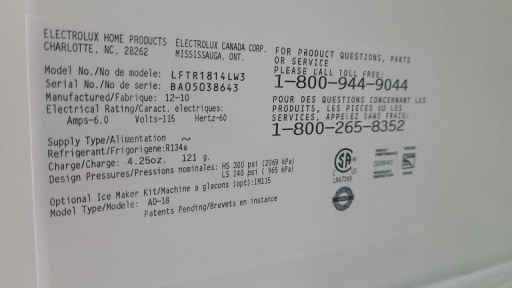 ELECTROLUX HOME PRODUCTS
CHARLOTTE, NC, 28262
ELECTROLUX CANADA CORP.
MISSISSAUGA, ONT.
Model No./No de modele: LFTR1814LW3
Serial No./No de serie: BA05038643
Manufactured/Fabrique: 12-10
Electrical Rating/Caract. electriques:
Amps-6.0 Volts-115 Hertz-60
Supply Type/Alimentation ~
Refrigerant/Frigorigene:R134a
Charge/Charge: 4.25oz. 121 g.
Design Pressures/Pressions nominales: HS 300 psi (2069 kPa)
LS 140 psi ( 965 kPa)
Optional Ice Maker Kit/Machine a glacons (opt):IM115
Model Type/Modele: AD-18
Patents Pending/Brevets en instance
FOR PRODUCT QUESTIONS, PARTS
OR SERVICE
PLEASE CALL TOLL FREE:
1-800-944-9044
POUR DES QUESTIONS CONCERNANT LES
PRODUITS, LES PIECES OU LES
SERVICES, APPELEZ SANS FRAIS:
1-800-265-8352